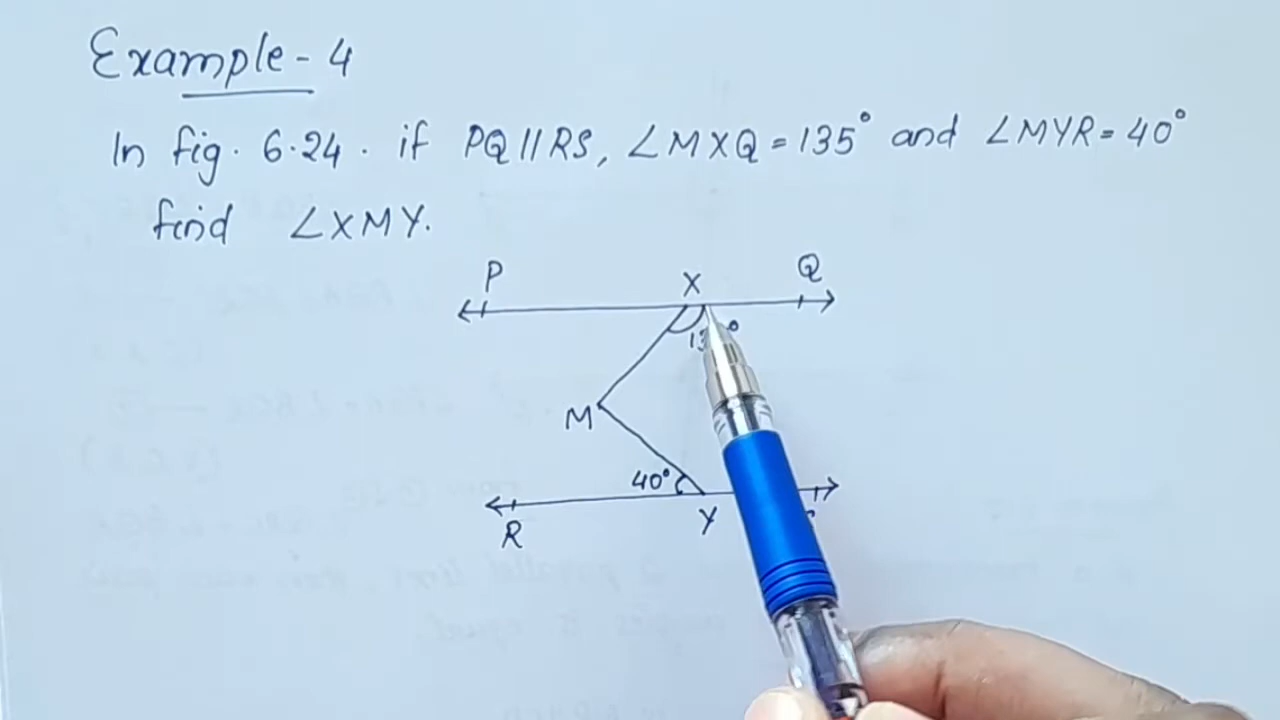 Example - 4
In fig. 6.24. if PQ//RS, ∠MXQ = 135° and ∠MYR = 40°
find ∠XMY.
P X Q
M
40°
R Y